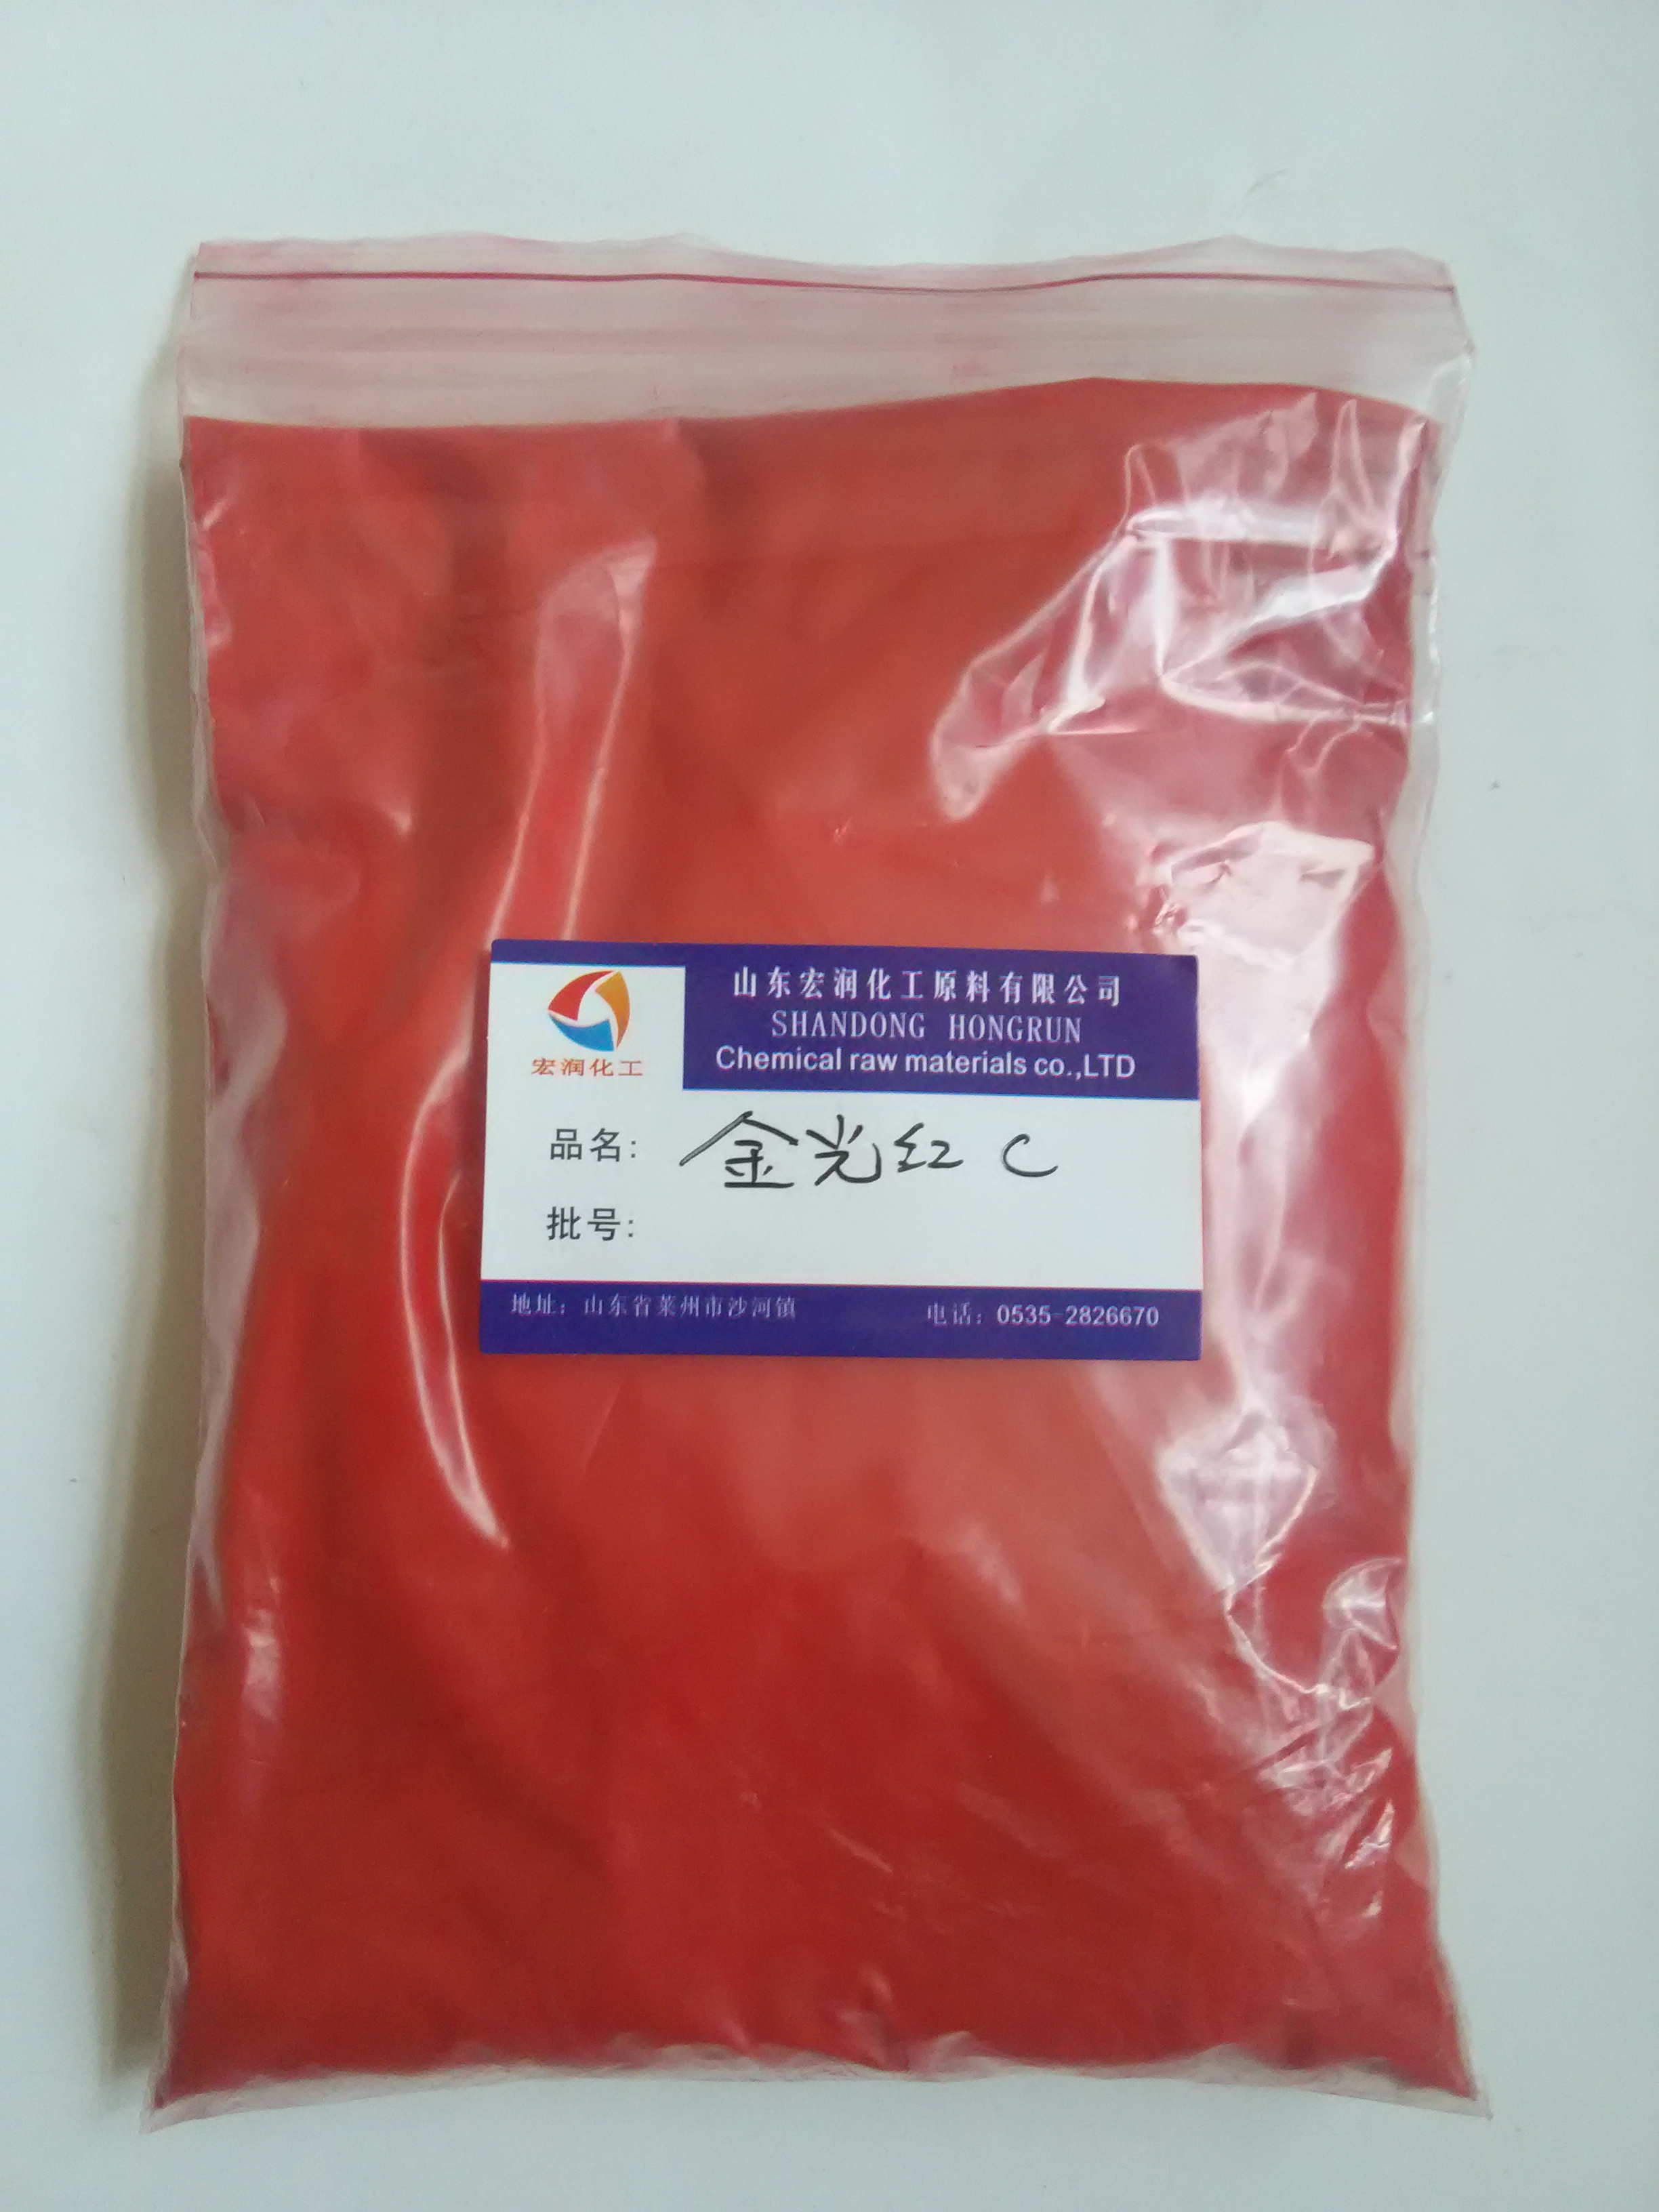 山东宏润化工原料有限公司
SHANDONG HONGRUN
Chemical raw materials co.,LTD
宏润化工
品名: 金光红 C
批号:
地址：山东省莱州市沙河镇 电话：0535-2826670